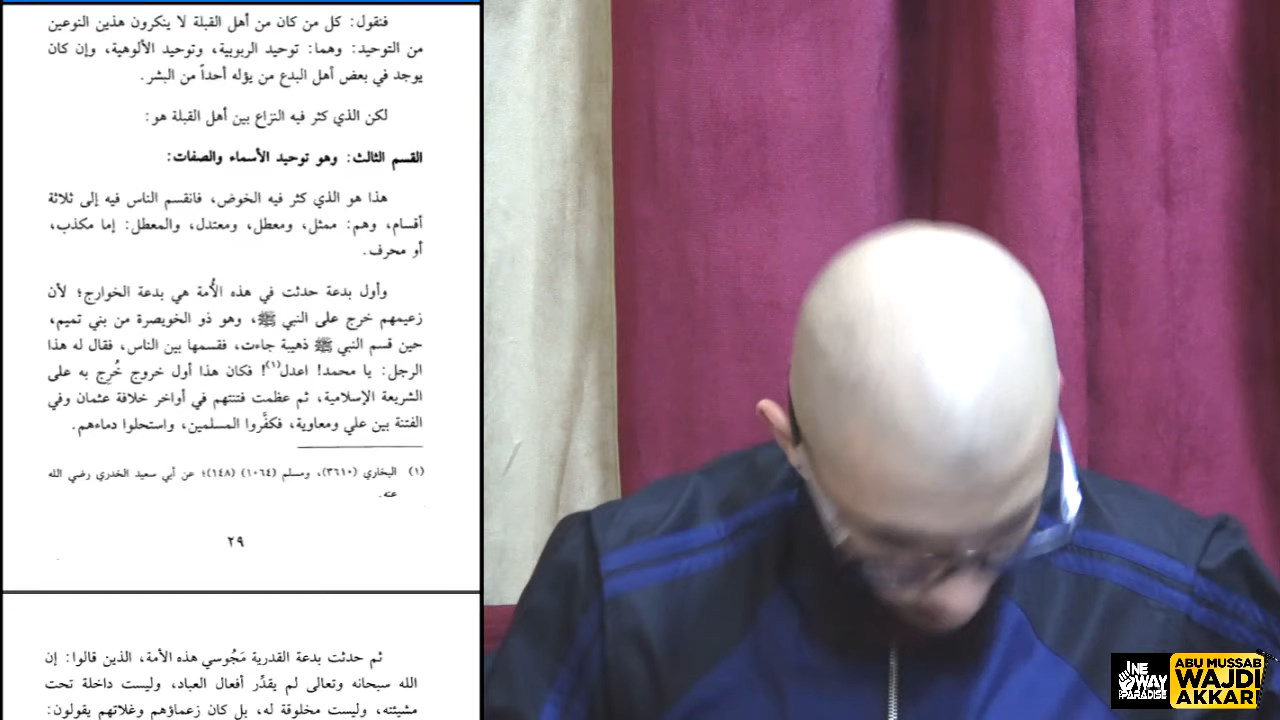 فنقول: كل من كان من أهل القبلة لا ينكرون هذين النوعين
من التوحيد: وهما: توحيد الربوبية، وتوحيد الألوهية، وإن كان
يوجد في بعض أهل البدع من يؤله أحداً من البشر.
لكن الذي كثر فيه النزاع بين أهل القبلة هو:
القسم الثالث: وهو توحيد الأسماء والصفات:
هذا هو الذي كثر فيه الخوض، فانقسم الناس فيه إلى ثلاثة
أقسام، وهم: ممثل، ومعطل، ومعتدل، والمعطل: إما مكذب،
أو محرف.
وأول بدعة حدثت في هذه الأُمة هي بدعة الخوارج؛ لأن
زعيمهم خرج على النبي ﷺ، وهو ذو الخويصرة من بني تميم،
حين قسم النبي ﷺ ذهيبة جاءت، فقسمها بين الناس، فقال له هذا
الرجل: يا محمد! اعدل(١)! فكان هذا أول خروج خُرِج به على
الشريعة الإسلامية، ثم عظمت فتنتهم في أواخر خلافة عثمان وفي
الفتنة بين علي ومعاوية، فكفَّروا المسلمين، واستحلوا دماءهم.
(١) البخاري (٣٦١٠)، ومسلم (١٠٦٤) (١٤٨)؛ عن أبي سعيد الخدري رضي الله
عنه.
٢٩
ثم حدثت بدعة القدرية مَجُوسي هذه الأمة، الذين قالوا: إن
الله سبحانه وتعالى لم يقدِّر أفعال العباد، وليست داخلة تحت
مشيئته، وليست مخلوقة له، بل كان زعماؤهم وغلاتهم يقولون:
ONE
WAY
PARADISE
ABU MUSSAB
WAJDI
AKKARI